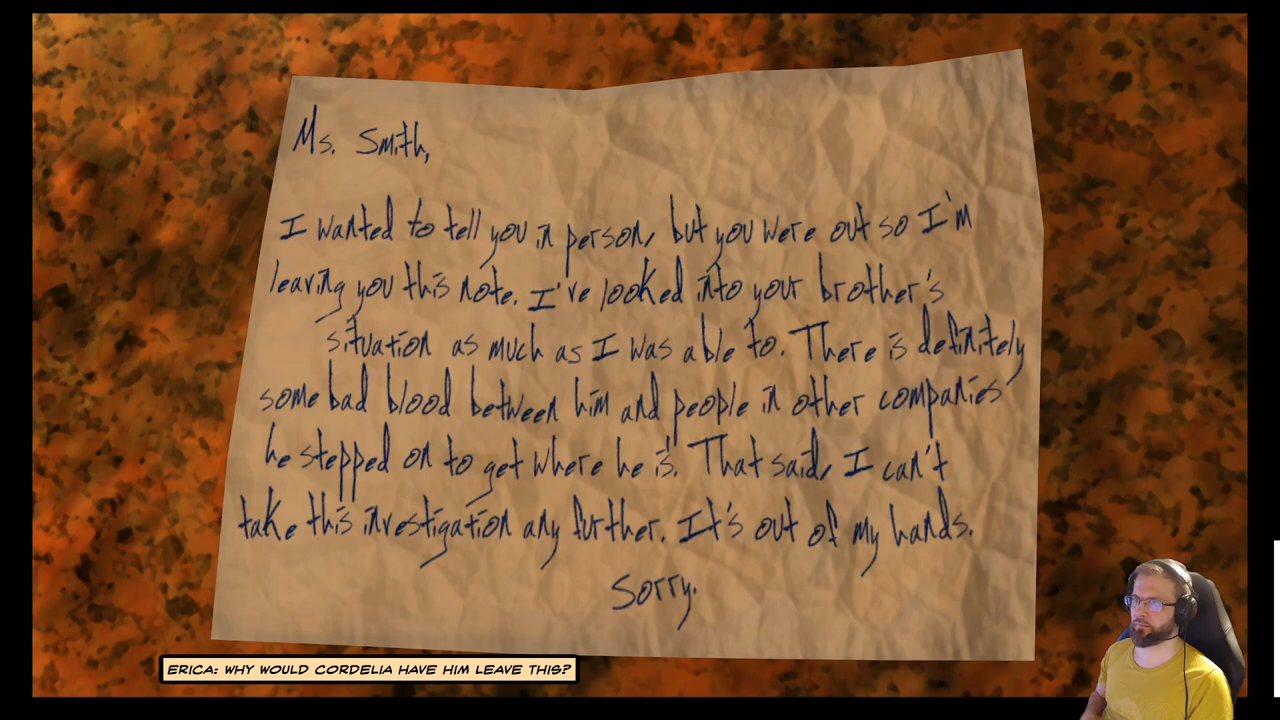 Ms. Smith,
I wanted to tell you in person, but you were out so I'm
leaving you this note. I've looked into your brother's
situation as much as I was able to. There is definitely
some bad blood between him and people in other companies
he stepped on to get where he is. That said, I can't
take this investigation any further. It's out of my hands.
Sorry.
ERICA: WHY WOULD CORDELIA HAVE HIM LEAVE THIS?